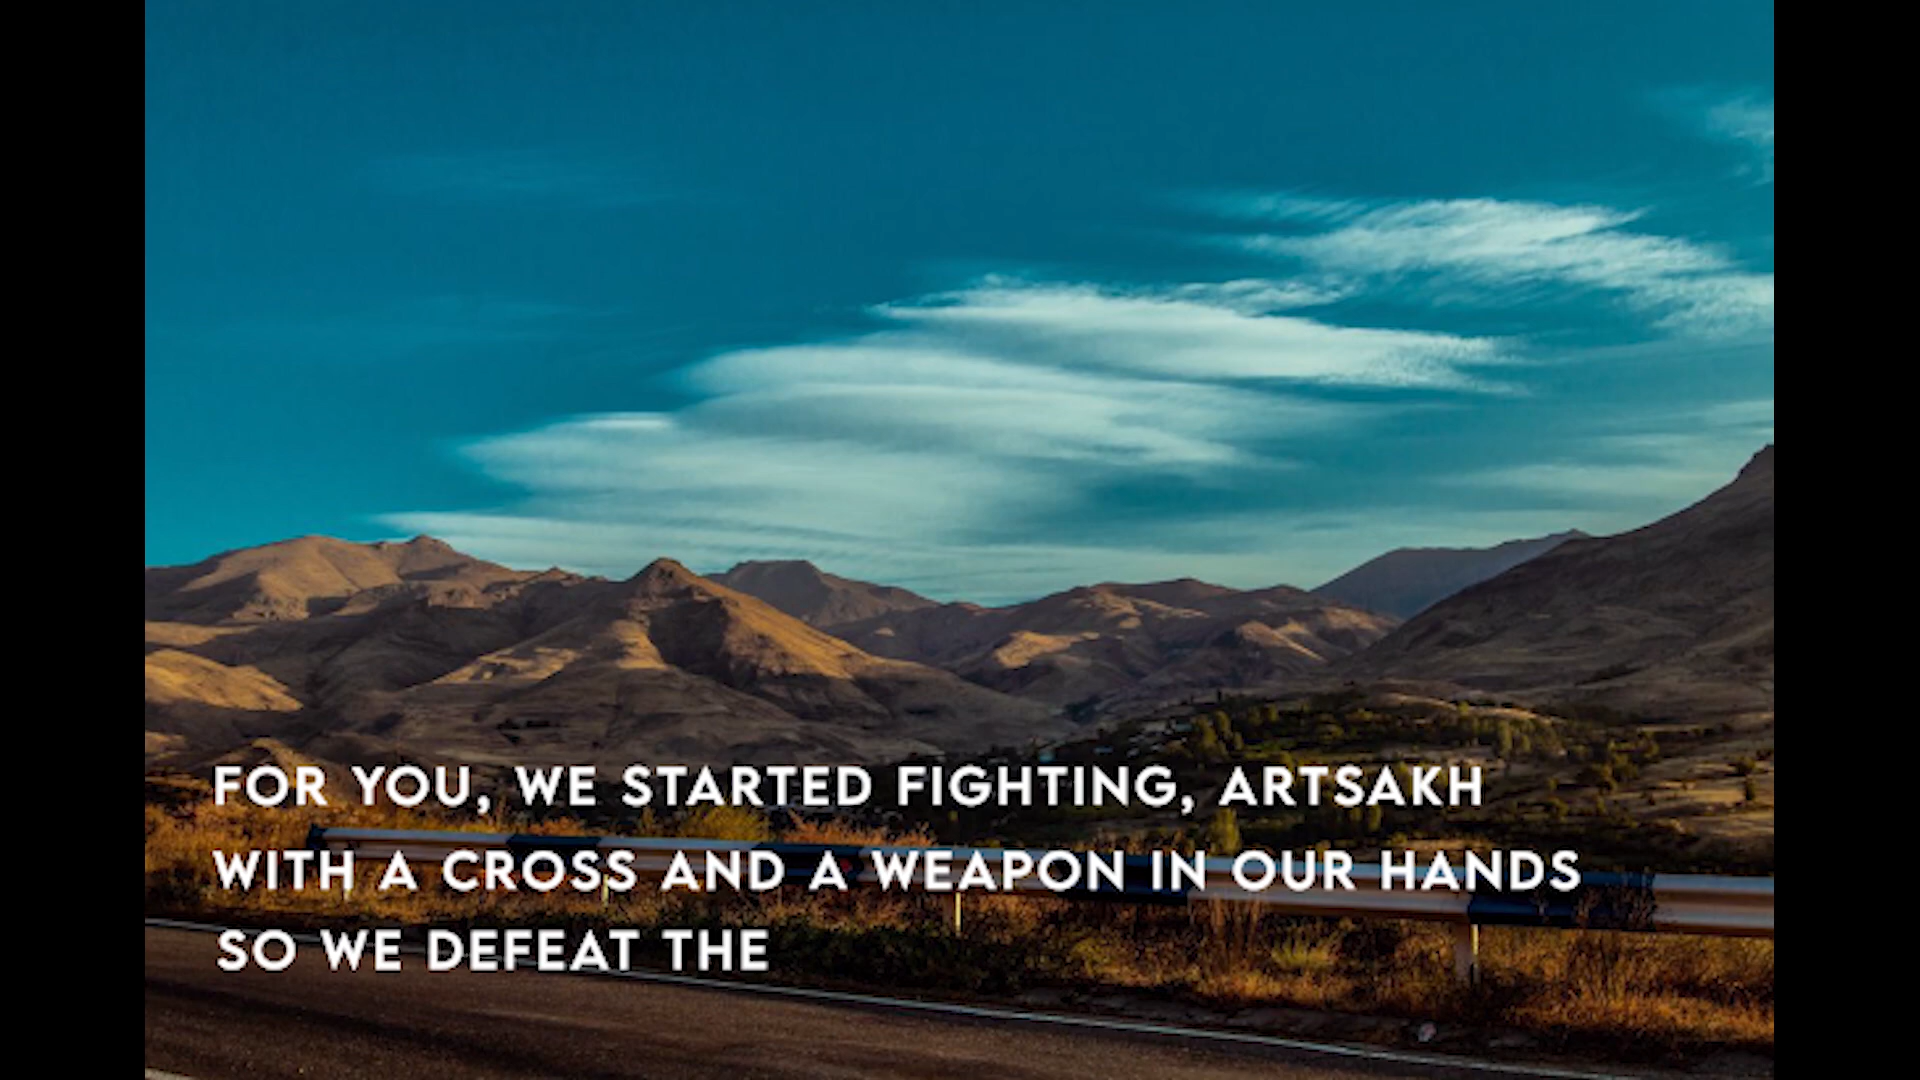 FOR YOU, WE STARTED FIGHTING, ARTSAKH
WITH A CROSS AND A WEAPON IN OUR HANDS
SO WE DEFEAT THE